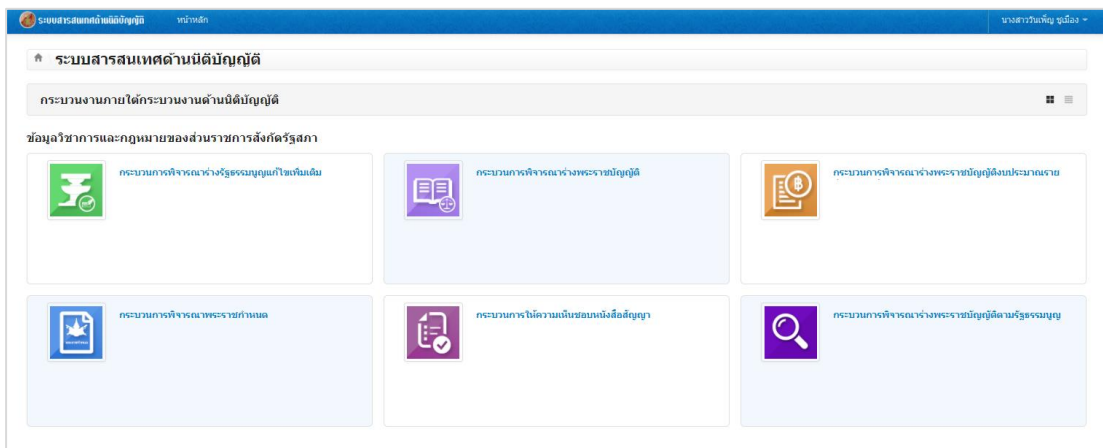 ระบบสารสนเทศด้านนิติบัญญัติ หน้าหลัก นางสาววันเพ็ญ ชูเมือง
ระบบสารสนเทศด้านนิติบัญญัติ
กระบวนงานภายใต้กระบวนงานด้านนิติบัญญัติ
ข้อมูลวิชาการและกฎหมายของส่วนราชการสังกัดรัฐสภา
กระบวนการพิจารณาร่างรัฐธรรมนูญแก้ไขเพิ่มเติม
กระบวนการพิจารณาร่างพระราชบัญญัติ
กระบวนการพิจารณาร่างพระราชบัญญัติงบประมาณราย
กระบวนการพิจารณาพระราชกำหนด
กระบวนการให้ความเห็นชอบหนังสือสัญญา
กระบวนการพิจารณาร่างพระราชบัญญัติตามรัฐธรรมนูญ